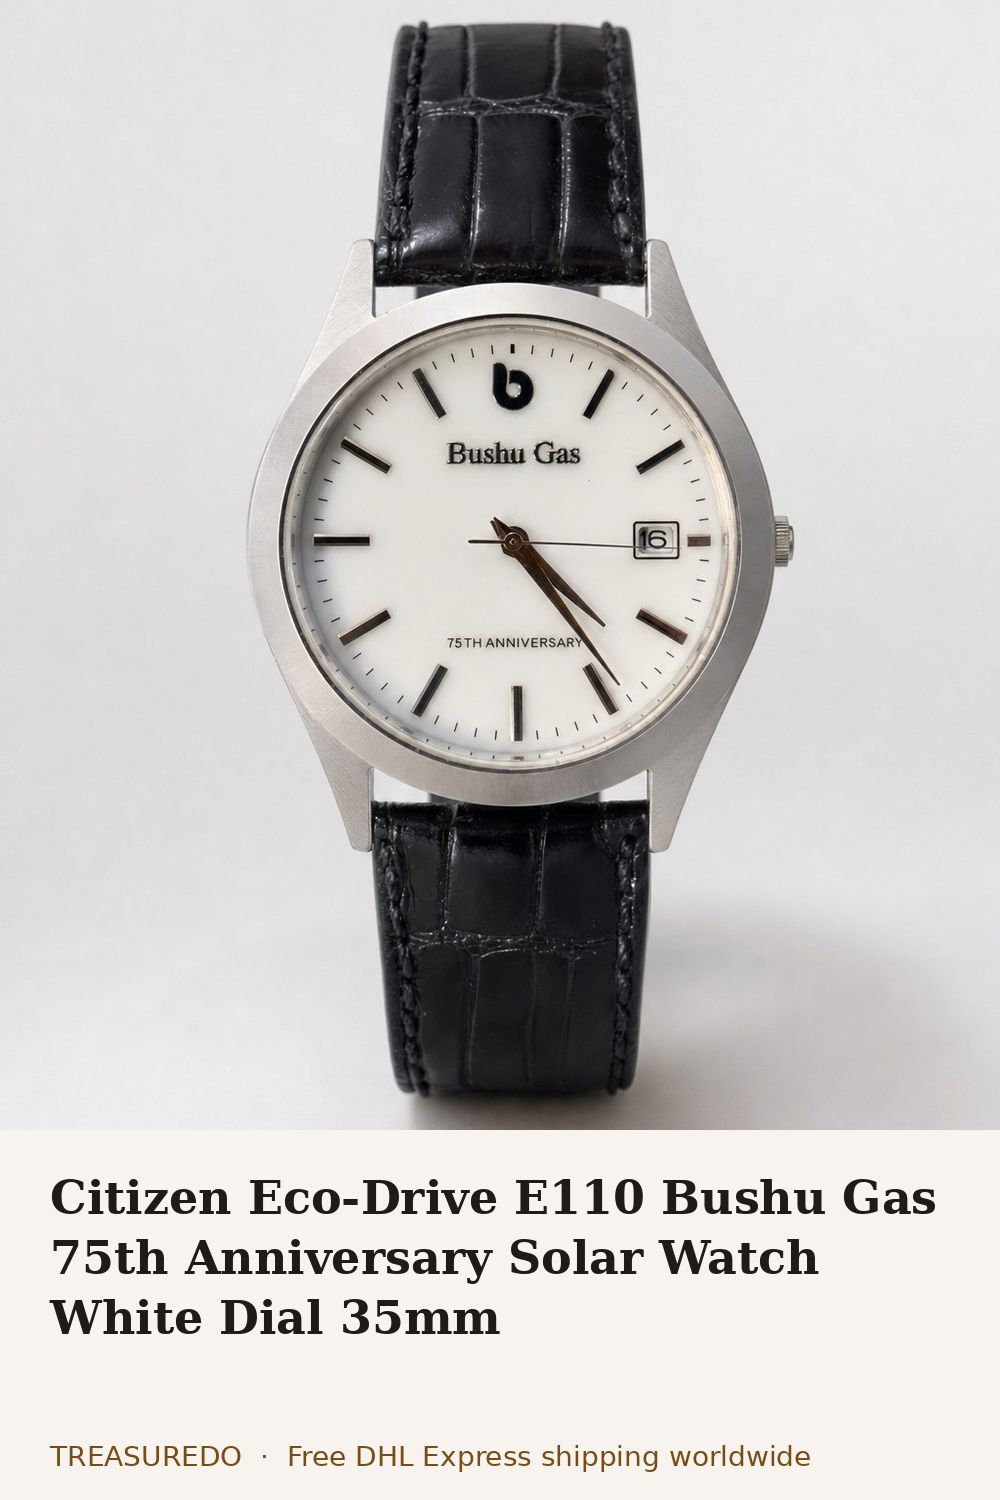 b
Bushu Gas
16
75TH ANNIVERSARY
Citizen Eco-Drive E110 Bushu Gas
75th Anniversary Solar Watch
White Dial 35mm
TREASUREDO · Free DHL Express shipping worldwide